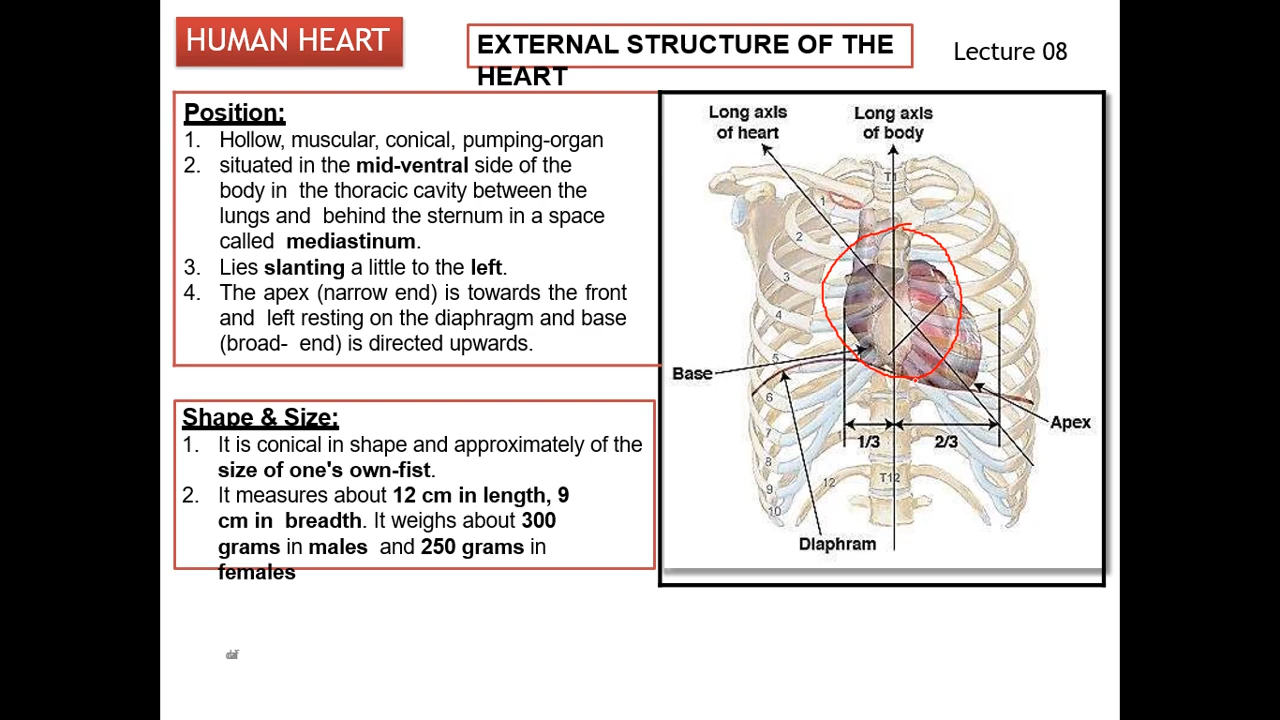 HUMAN HEART
EXTERNAL STRUCTURE OF THE
HEART
Lecture 08
Position:
1. Hollow, muscular, conical, pumping-organ
2. situated in the mid-ventral side of the
body in the thoracic cavity between the
lungs and behind the sternum in a space
called mediastinum.
3. Lies slanting a little to the left.
4. The apex (narrow end) is towards the front
and left resting on the diaphragm and base
(broad- end) is directed upwards.
Shape & Size:
1. It is conical in shape and approximately of the
size of one's own-fist.
2. It measures about 12 cm in length, 9
cm in breadth. It weighs about 300
grams in males and 250 grams in
females
Long axis
of heart
Long axis
of body
T1
1
2
3
4
5
Base
6
Apex
1/3
2/3
7
8
9
10
12
T12
Diaphram